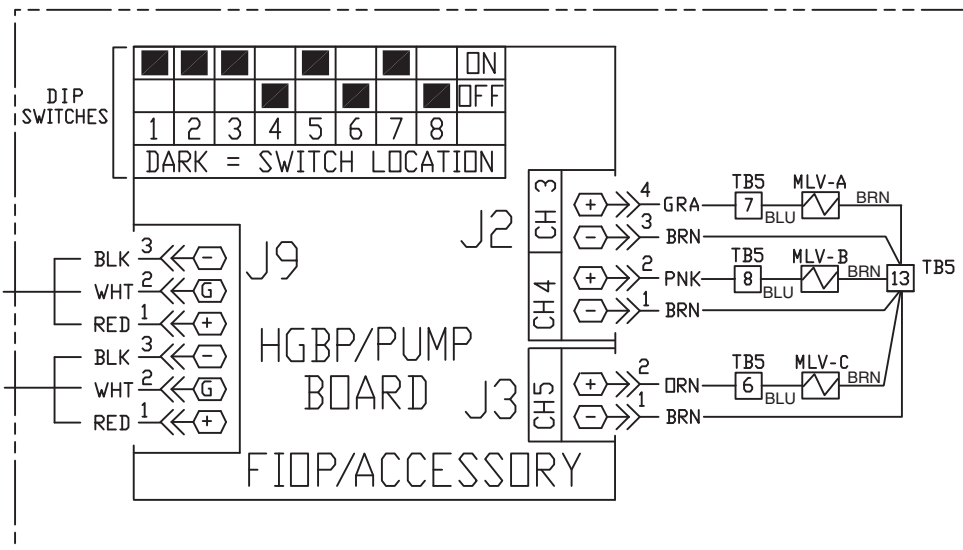 DIP
SWITCHES
ON
OFF
1 2 3 4 5 6 7 8
DARK = SWITCH LOCATION
J9
BLK 3 -
WHT 2 G
RED 1 +
BLK 3 -
WHT 2 G
RED 1 +
HGBP/PUMP
BOARD
FIOP/ACCESSORY
J2
CH 3
+ 4 GRA TB5 7 BLU MLV-A BRN
- 3 BRN
CH4
+ 2 PNK TB5 8 BLU MLV-B BRN 13 TB5
- 1 BRN
J3
CH5
+ 2 ORN TB5 6 BLU MLV-C BRN
- 1 BRN